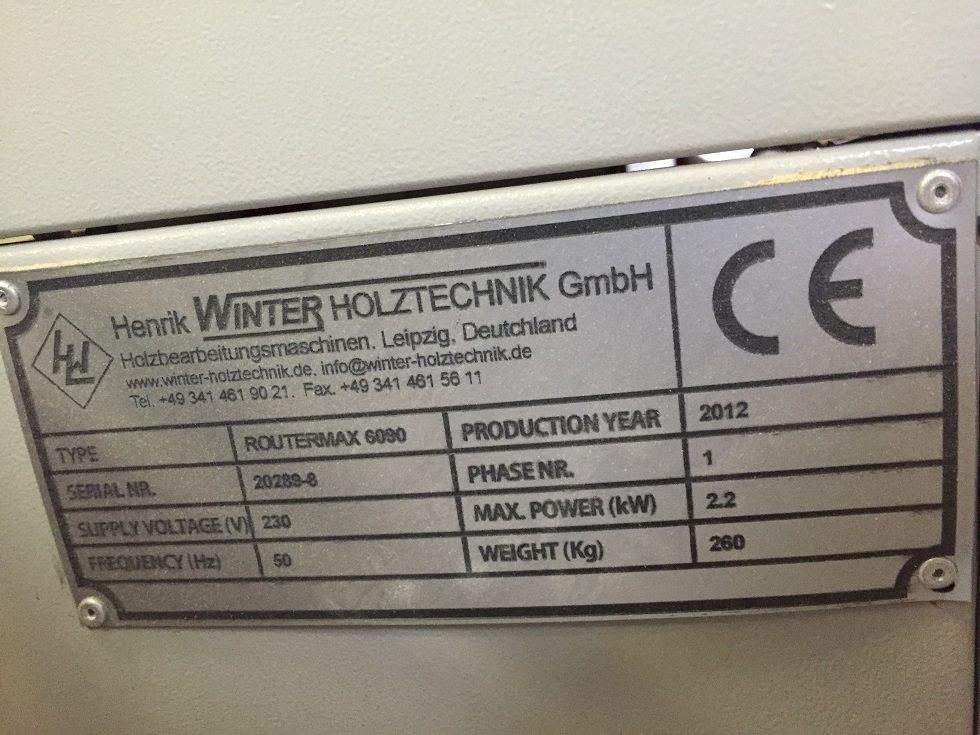 HW
Henrik WINTER HOLZTECHNIK GmbH
Holzbearbeitungsmaschinen, Leipzig, Deutchland
www.winter-holztechnik.de, info@winter-holztechnik.de
Tel. +49 341 461 90 21. Fax. +49 341 461 56 11
CE
TYPE ROUTERMAX 6090 PRODUCTION YEAR 2012
SERIAL NR. 20289-8 PHASE NR. 1
SUPPLY VOLTAGE (V) 230 MAX. POWER (kW) 2.2
FREQUENCY (Hz) 50 WEIGHT (Kg) 260